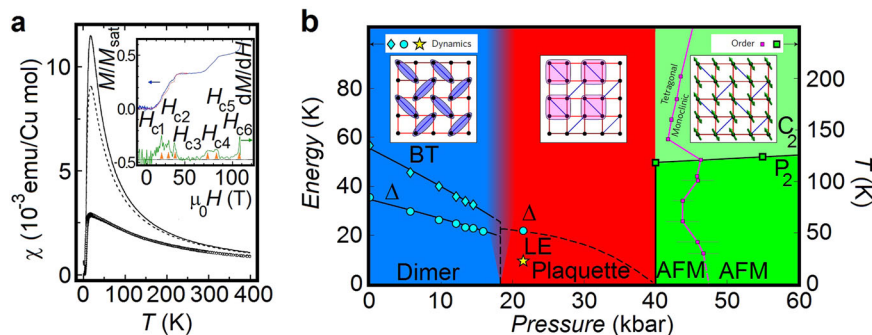 a
χ (10⁻³ emu/Cu mol)
10
5
0
0 100 200 300 400
T (K)
M/M_sat
dM/dH
0.5
0.0
-0.5
H_c1
H_c2
H_c3
H_c4
H_c5
H_c6
0 50 100
μ₀H (T)
b
Energy (K)
80
60
40
20
0
Dynamics
Order
BT
Δ
Δ
LE
Dimer
Plaquette
AFM
AFM
Tetragonal
Monoclinic
C₂
P₂
200
150
100
50
0
T (K)
0 10 20 30 40 50 60
Pressure (kbar)